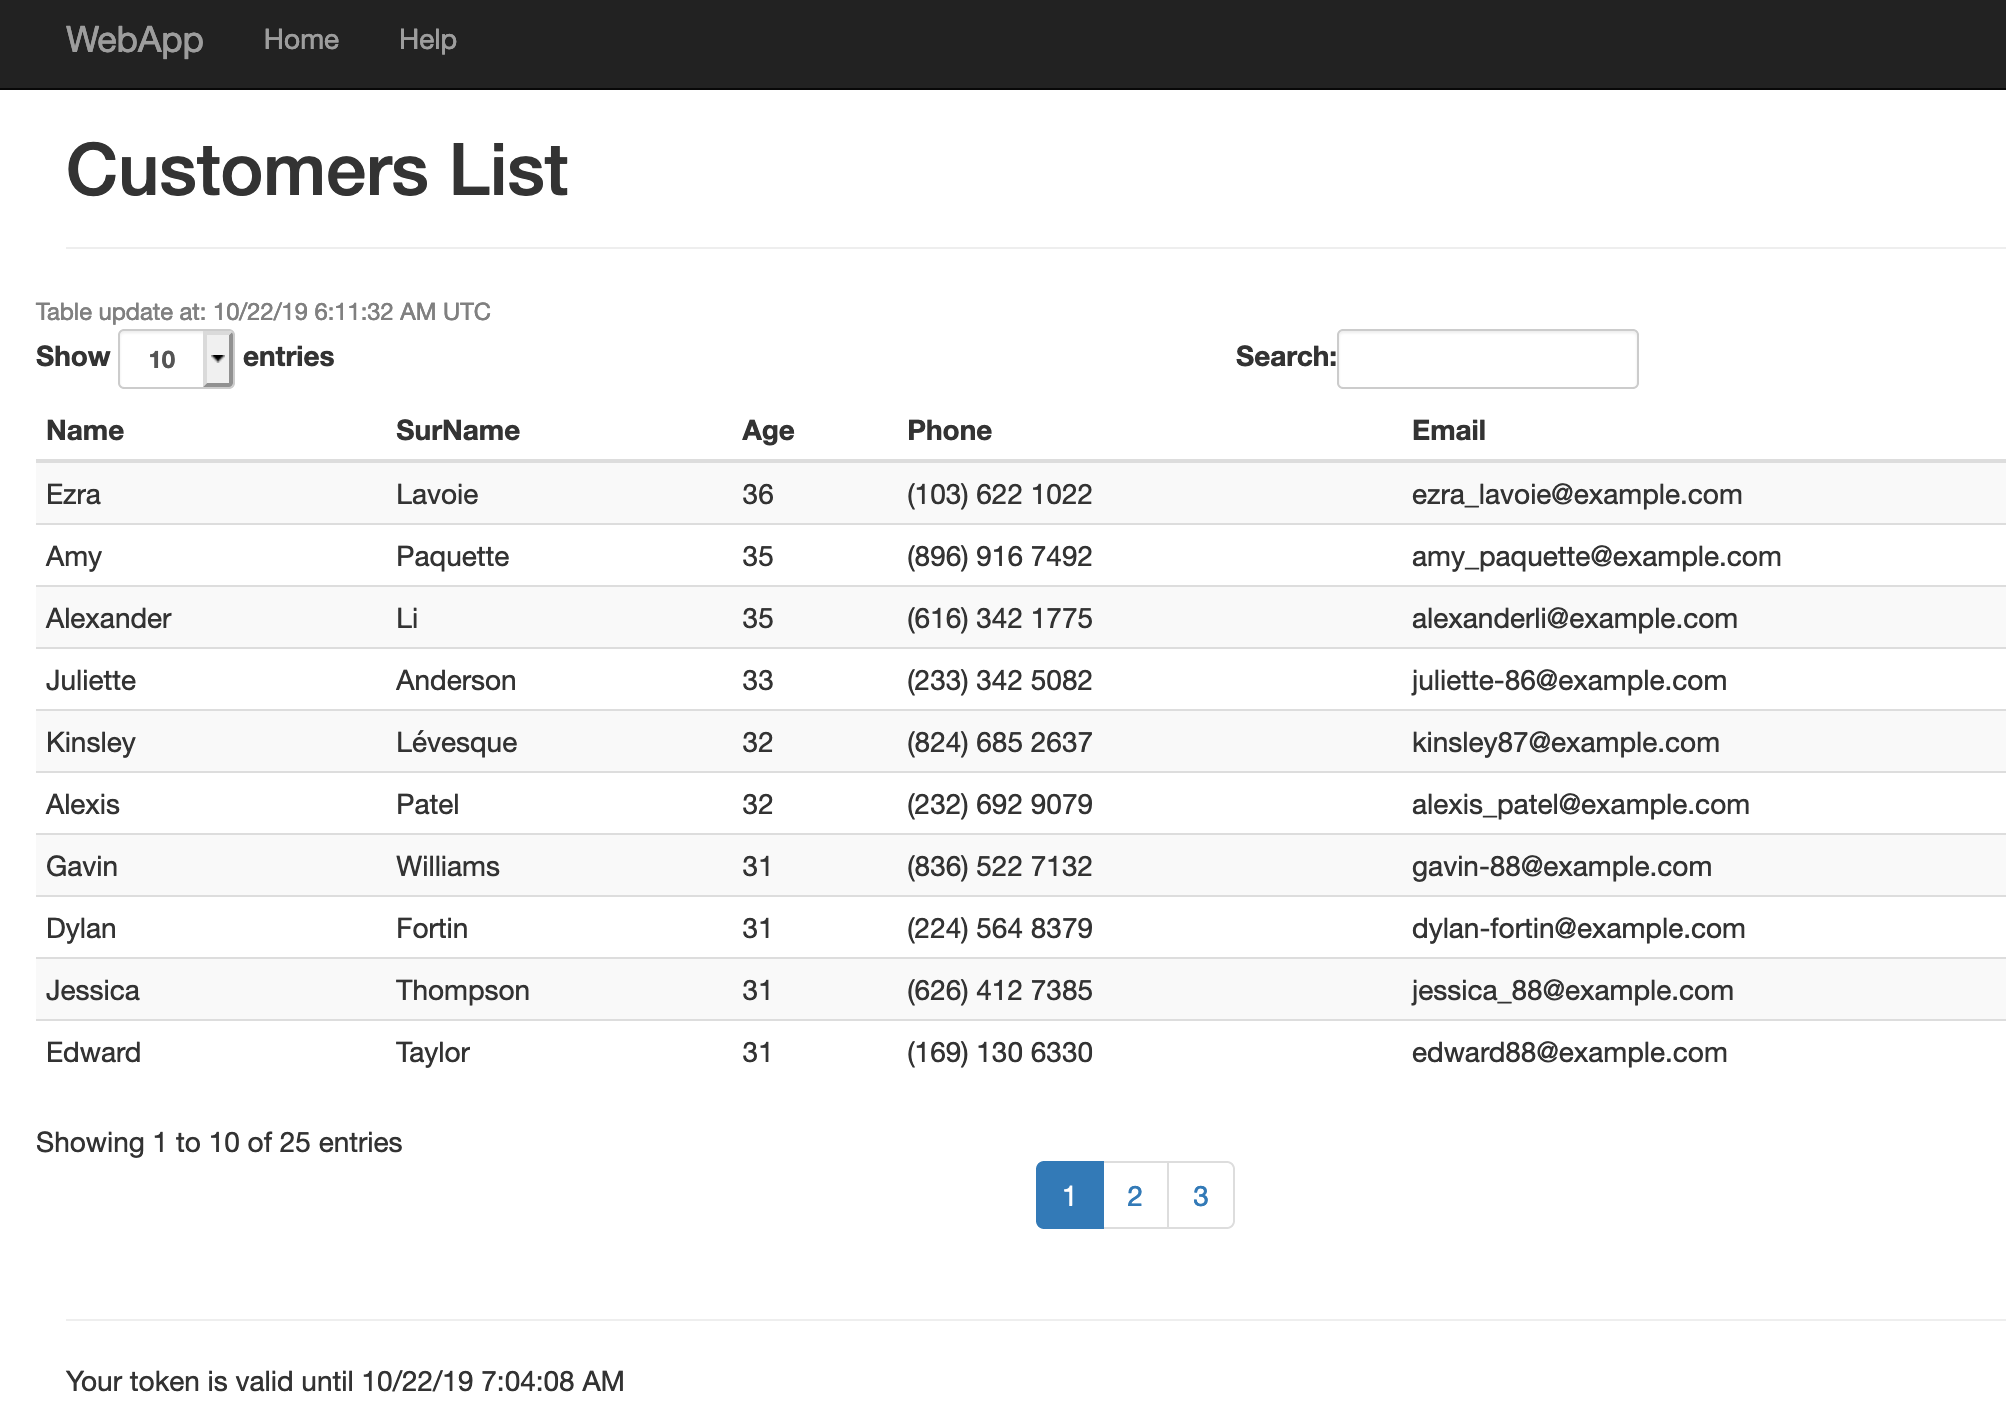 WebApp Home Help
Customers List
Table update at: 10/22/19 6:11:32 AM UTC
Show 10 entries Search:
Name SurName Age Phone Email
Ezra Lavoie 36 (103) 622 1022 ezra_lavoie@example.com
Amy Paquette 35 (896) 916 7492 amy_paquette@example.com
Alexander Li 35 (616) 342 1775 alexanderli@example.com
Juliette Anderson 33 (233) 342 5082 juliette-86@example.com
Kinsley Lévesque 32 (824) 685 2637 kinsley87@example.com
Alexis Patel 32 (232) 692 9079 alexis_patel@example.com
Gavin Williams 31 (836) 522 7132 gavin-88@example.com
Dylan Fortin 31 (224) 564 8379 dylan-fortin@example.com
Jessica Thompson 31 (626) 412 7385 jessica_88@example.com
Edward Taylor 31 (169) 130 6330 edward88@example.com
Showing 1 to 10 of 25 entries
1 2 3
Your token is valid until 10/22/19 7:04:08 AM